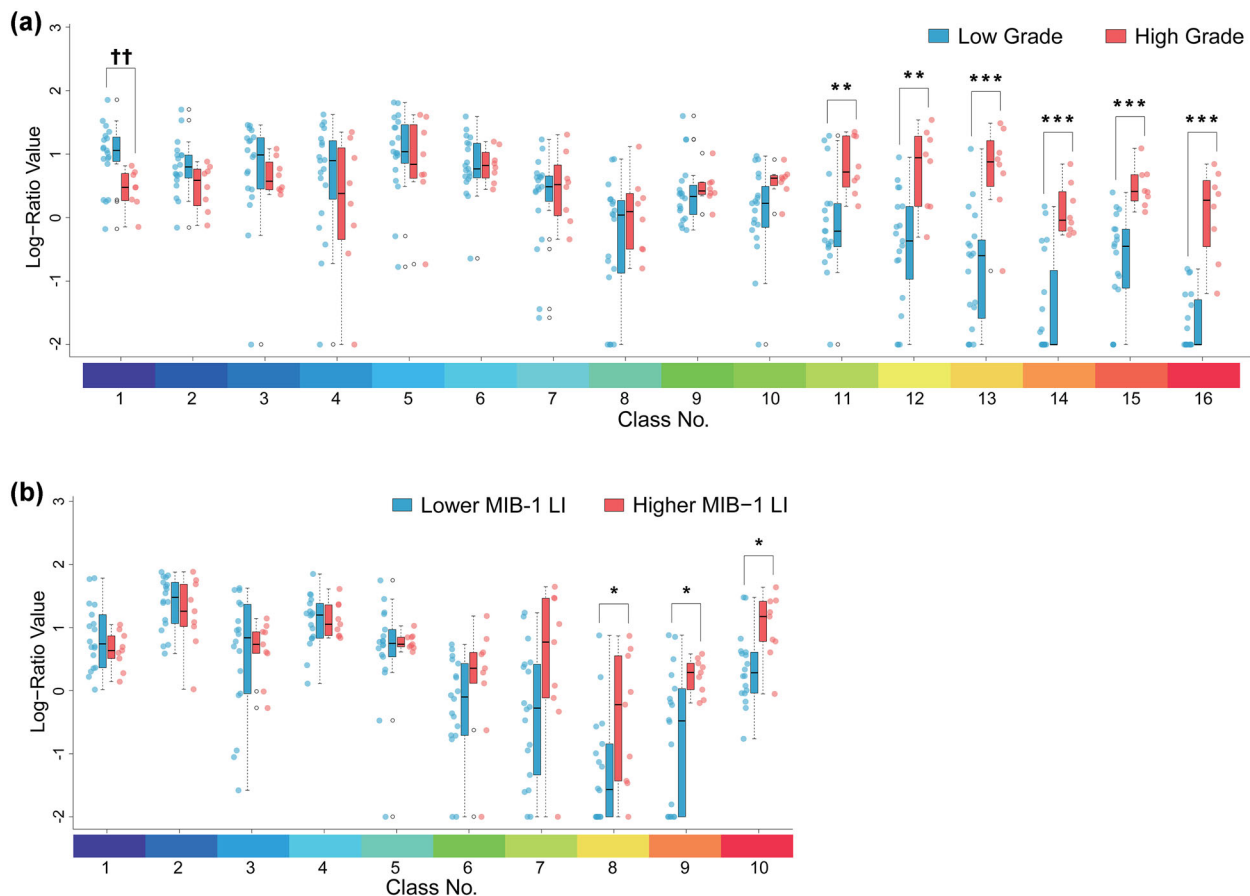 (a)
Low Grade High Grade
Log−Ratio Value
3
2
1
0
-1
-2
††
**
**
***
***
***
***
1 2 3 4 5 6 7 8 9 10 11 12 13 14 15 16
Class No.
(b)
Lower MIB-1 LI Higher MIB−1 LI
Log−Ratio Value
3
2
1
0
-1
-2
*
*
*
1 2 3 4 5 6 7 8 9 10
Class No.